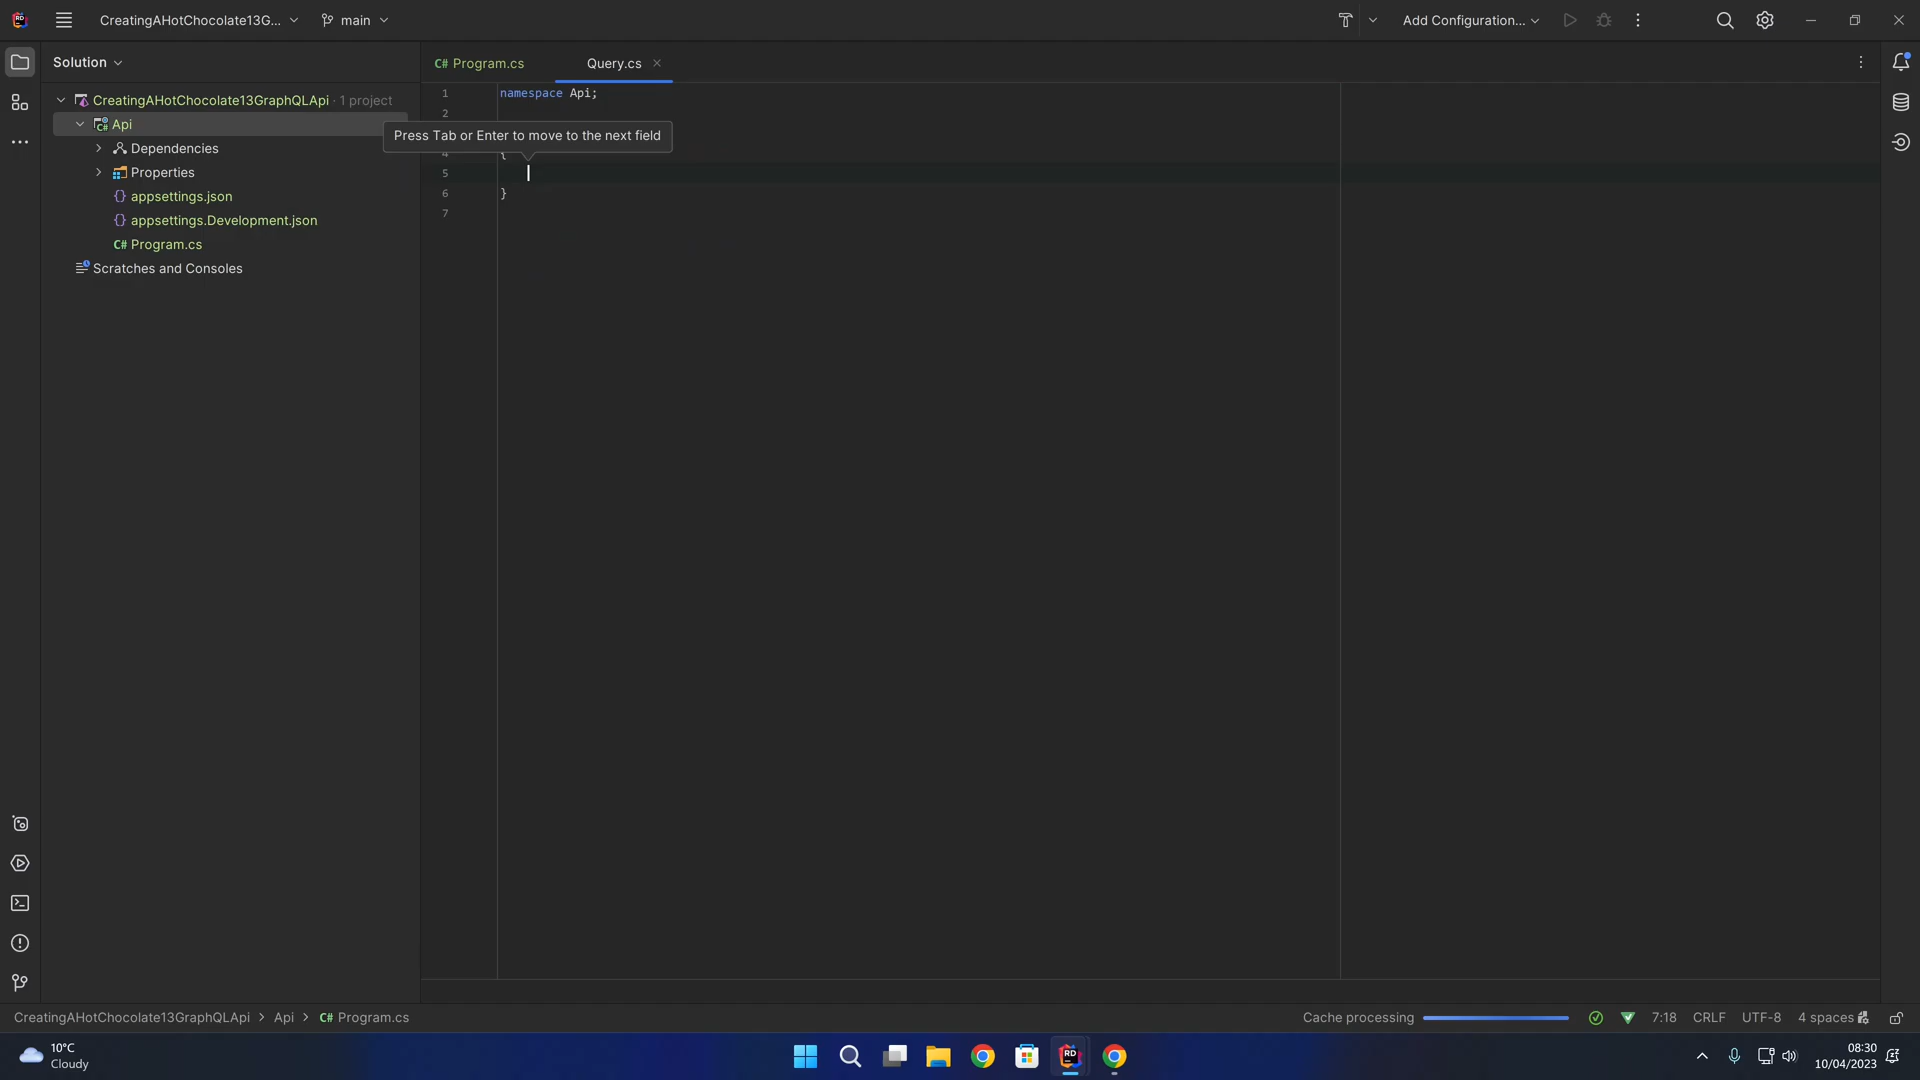 CreatingAHotChocolate13G... main Add Configuration...
Solution
Program.cs Query.cs
CreatingAHotChocolate13GraphQLApi · 1 project
Api
Dependencies
Properties
appsettings.json
appsettings.Development.json
C# Program.cs
Scratches and Consoles
1 namespace Api;
2
Press Tab or Enter to move to the next field
4 {
5
6 }
7
CreatingAHotChocolate13GraphQLApi > Api > C# Program.cs
Cache processing 7:18 CRLF UTF-8 4 spaces
10°C
Cloudy
08:30
10/04/2023